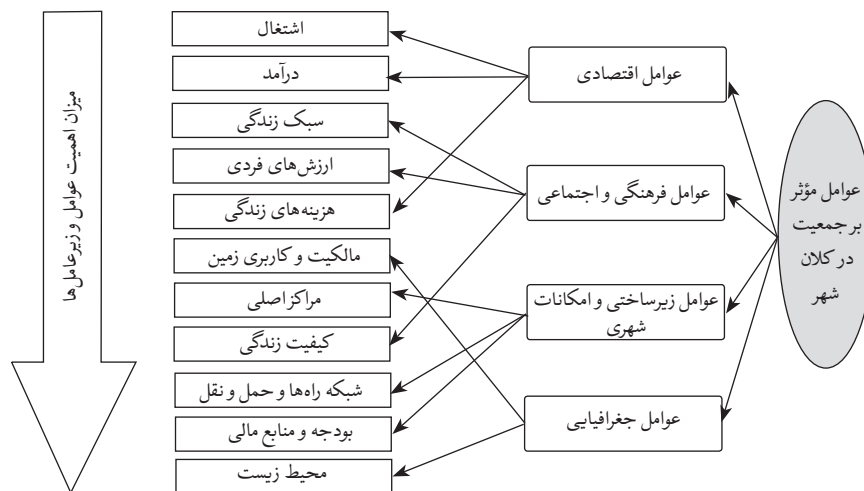 عوامل مؤثر
بر جمعیت
در کلان
شهر
عوامل اقتصادی
عوامل فرهنگی و اجتماعی
عوامل زیرساختی و امکانات
شهری
عوامل جغرافیایی
اشتغال
درآمد
سبک زندگی
ارزش‌های فردی
هزینه‌های زندگی
مالکیت و کاربری زمین
مراکز اصلی
کیفیت زندگی
شبکه راه‌ها و حمل و نقل
بودجه و منابع مالی
محیط زیست
میزان اهمیت عوامل و زیرعامل‌ها